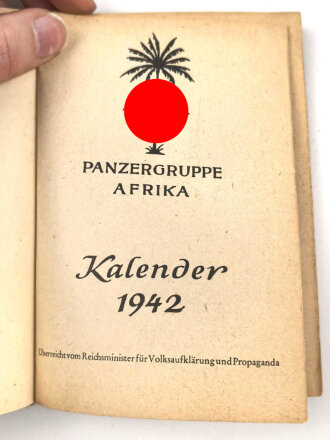 PANZERGRUPPE
AFRIKA
Kalender
1942
Überreicht vom Reichsminister für Volksaufklärung und Propaganda